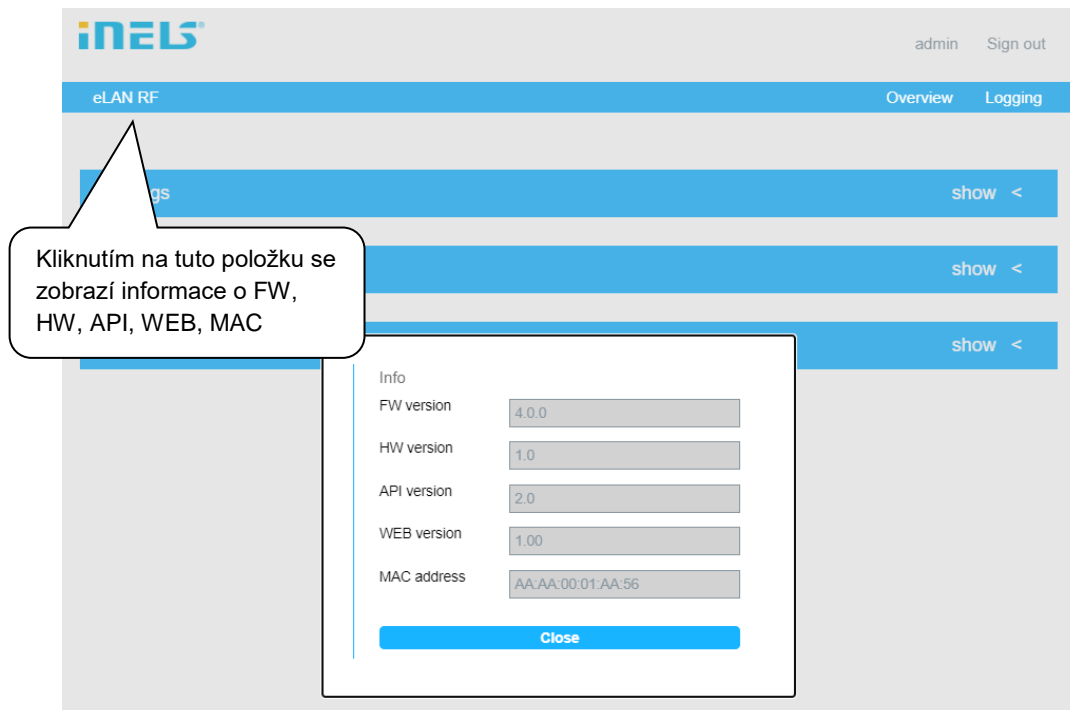 iNELS
admin Sign out
eLAN RF Overview Logging
gs show <
Kliknutím na tuto položku se
zobrazí informace o FW,
HW, API, WEB, MAC
show <
show <
Info
FW version 4.0.0
HW version 1.0
API version 2.0
WEB version 1.00
MAC address AA:AA:00:01:AA:56
Close